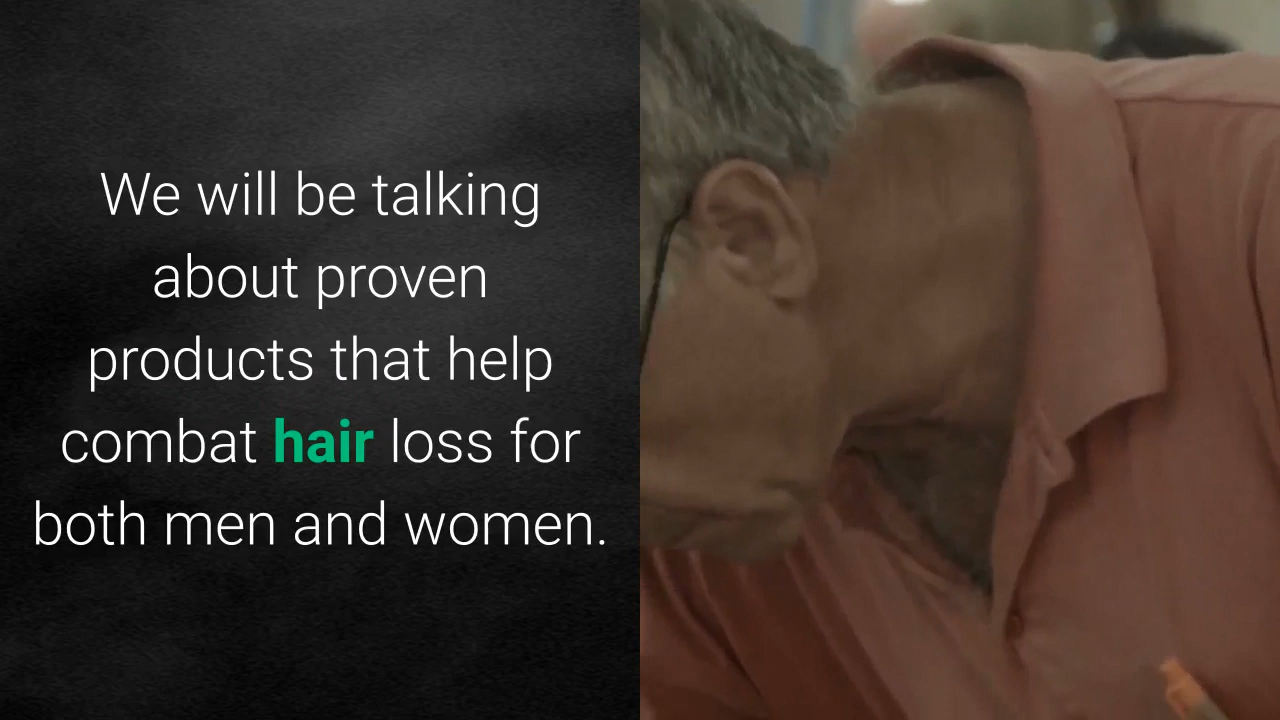 We will be talking
about proven
products that help
combat hair loss for
both men and women.